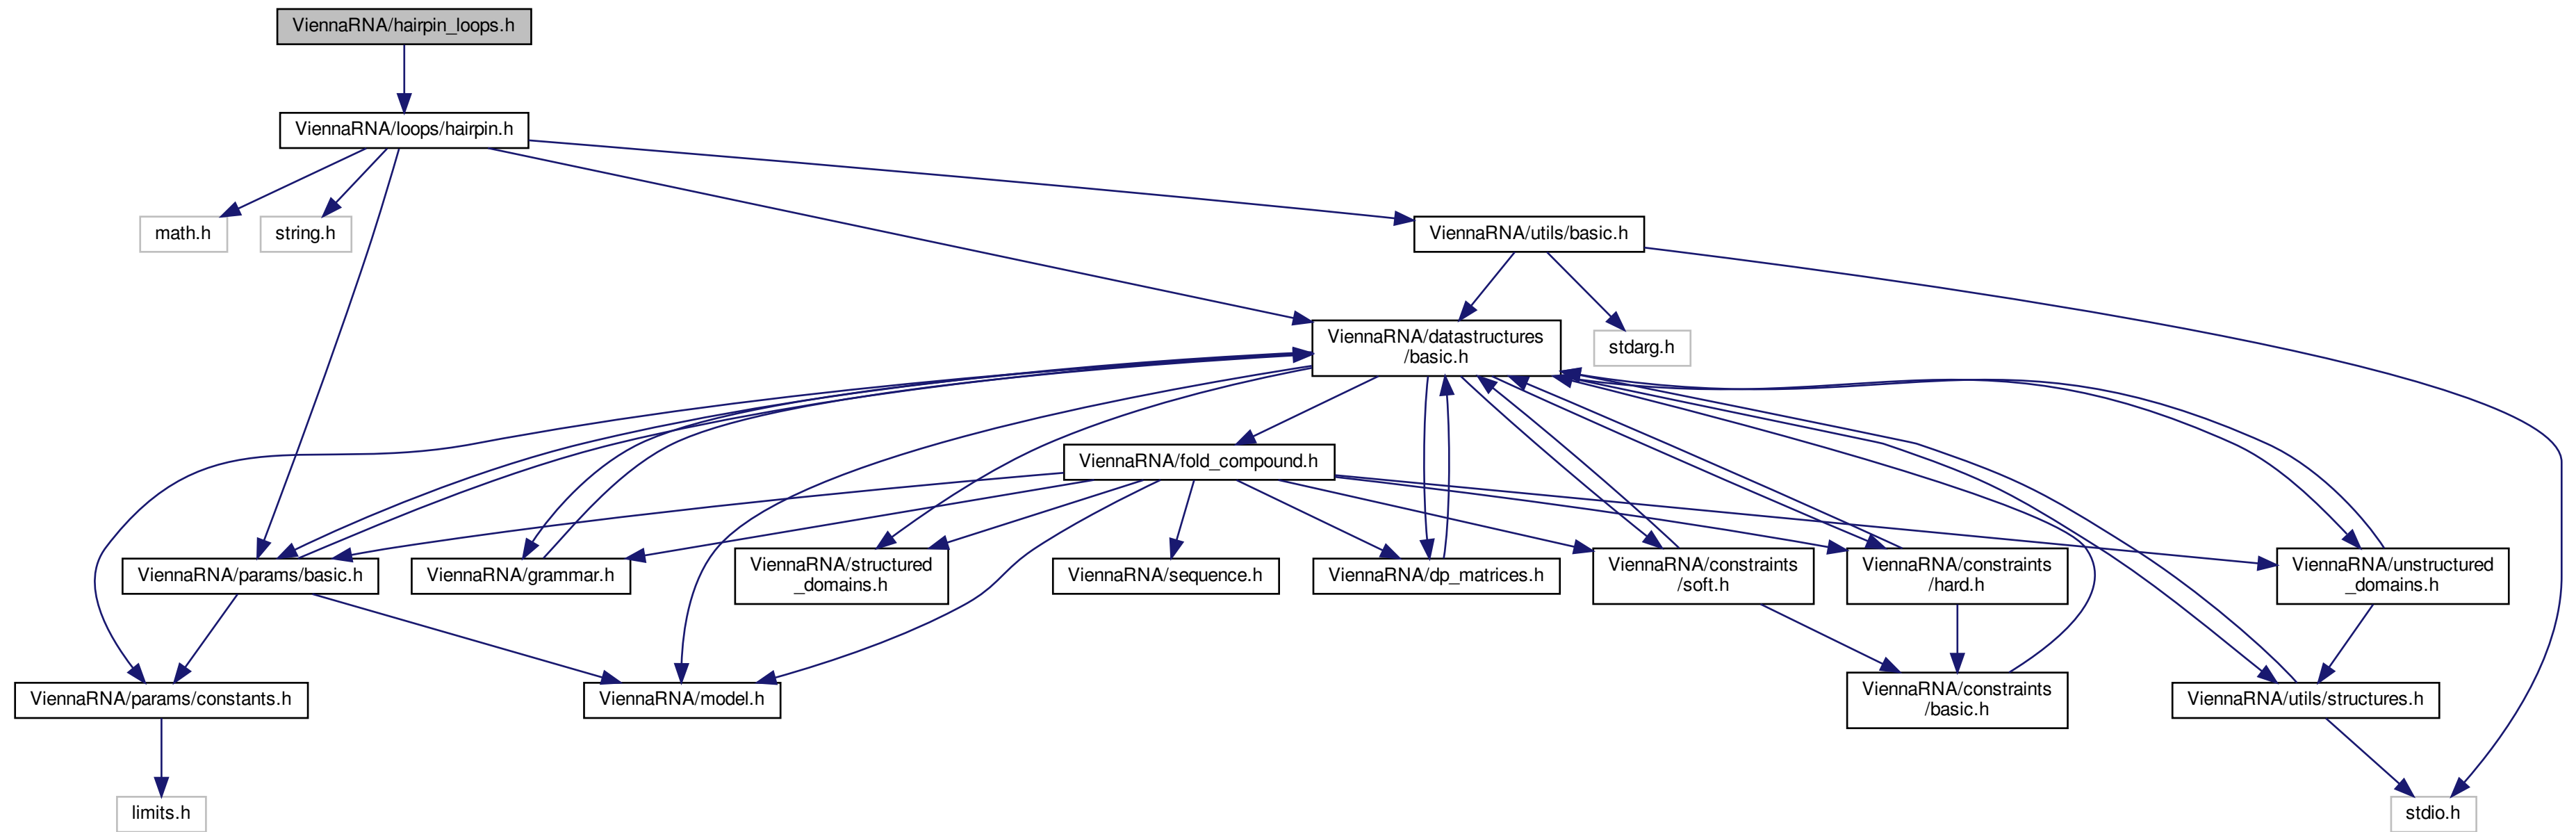 ViennaRNA/hairpin_loops.h
ViennaRNA/loops/hairpin.h
math.h
string.h
ViennaRNA/utils/basic.h
ViennaRNA/datastructures
/basic.h
stdarg.h
ViennaRNA/fold_compound.h
ViennaRNA/params/basic.h
ViennaRNA/grammar.h
ViennaRNA/structured
_domains.h
ViennaRNA/sequence.h
ViennaRNA/dp_matrices.h
ViennaRNA/constraints
/soft.h
ViennaRNA/constraints
/hard.h
ViennaRNA/unstructured
_domains.h
ViennaRNA/params/constants.h
ViennaRNA/model.h
ViennaRNA/constraints
/basic.h
ViennaRNA/utils/structures.h
limits.h
stdio.h